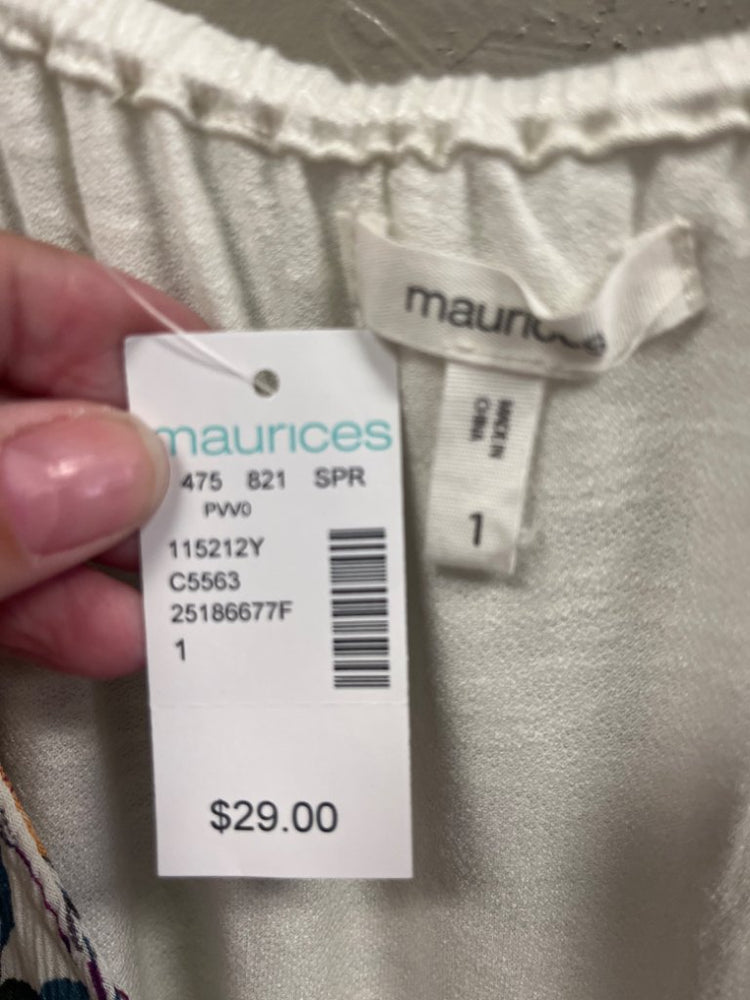 maurices
MADE IN
CHINA
1
maurices
475 821 SPR
PVV0
115212Y
C5563
25186677F
1
$29.00